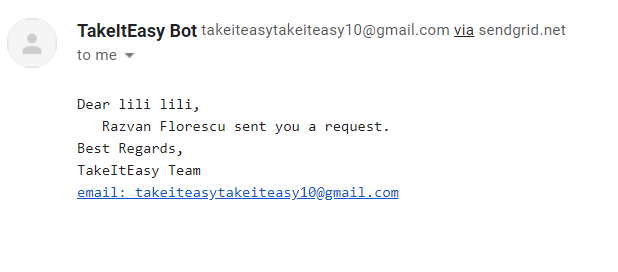 TakeItEasy Bot takeiteasytakeiteasy10@gmail.com via sendgrid.net
to me
Dear lili lili,
Razvan Florescu sent you a request.
Best Regards,
TakeItEasy Team
email: takeiteasytakeiteasy10@gmail.com